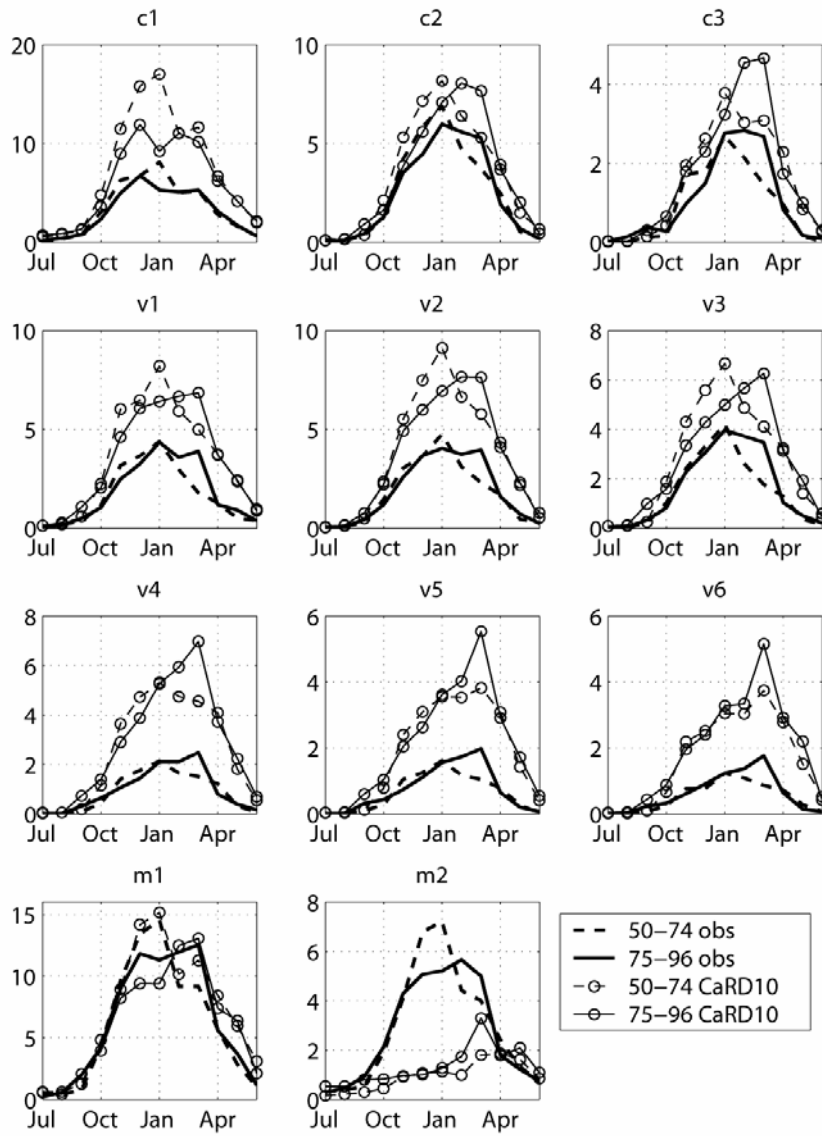 c1 c2 c3
20 10 4
10 5 2
0 0 0
Jul Oct Jan Apr Jul Oct Jan Apr Jul Oct Jan Apr
v1 v2 v3
10 10 8
5 5 6
4
2
0 0 0
Jul Oct Jan Apr Jul Oct Jan Apr Jul Oct Jan Apr
v4 v5 v6
8 6 6
6 4 4
4 2 2
2
0 0 0
Jul Oct Jan Apr Jul Oct Jan Apr Jul Oct Jan Apr
m1 m2
15 8
10 6
5 4
2
0 0
Jul Oct Jan Apr Jul Oct Jan Apr
50−74 obs
75−96 obs
50−74 CaRD10
75−96 CaRD10